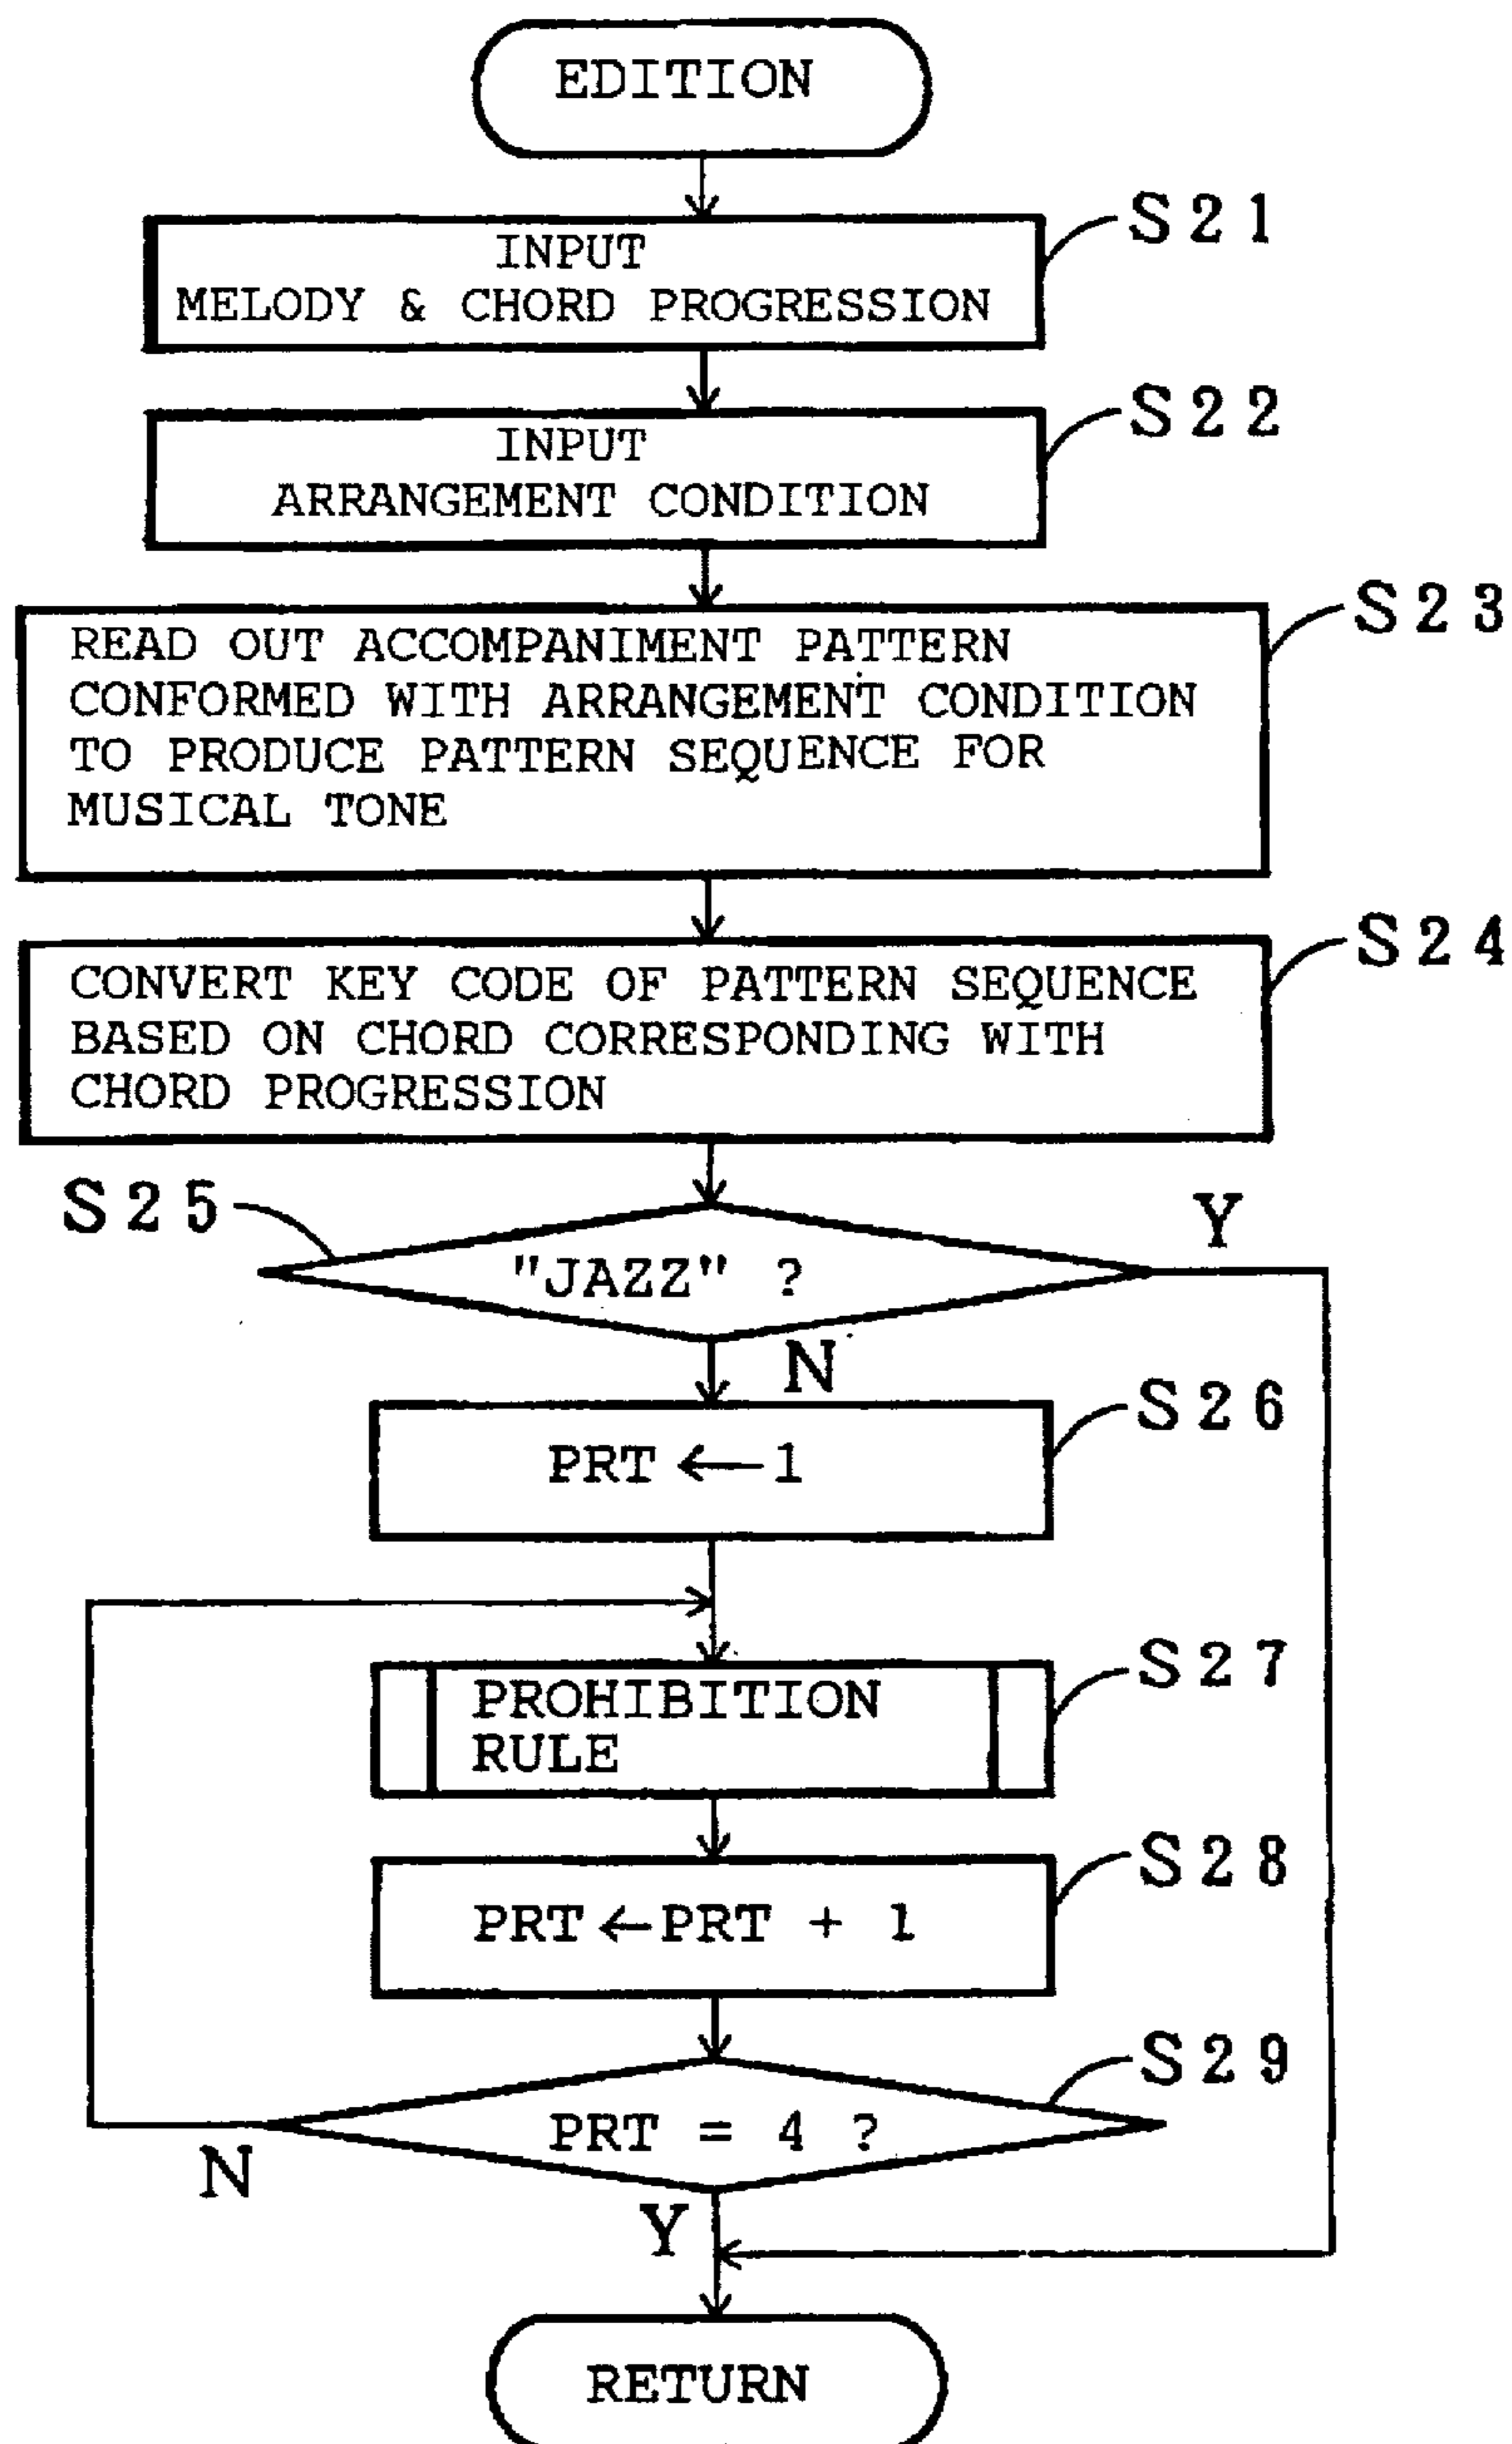 EDITION
INPUT
MELODY & CHORD PROGRESSION
S21
INPUT
ARRANGEMENT CONDITION
S22
READ OUT ACCOMPANIMENT PATTERN
CONFORMED WITH ARRANGEMENT CONDITION
TO PRODUCE PATTERN SEQUENCE FOR
MUSICAL TONE
S23
CONVERT KEY CODE OF PATTERN SEQUENCE
BASED ON CHORD CORRESPONDING WITH
CHORD PROGRESSION
S24
S25
"JAZZ" ?
Y
N
PRT ← 1
S26
PROHIBITION
RULE
S27
PRT ← PRT + 1
S28
PRT = 4 ?
S29
N
Y
RETURN